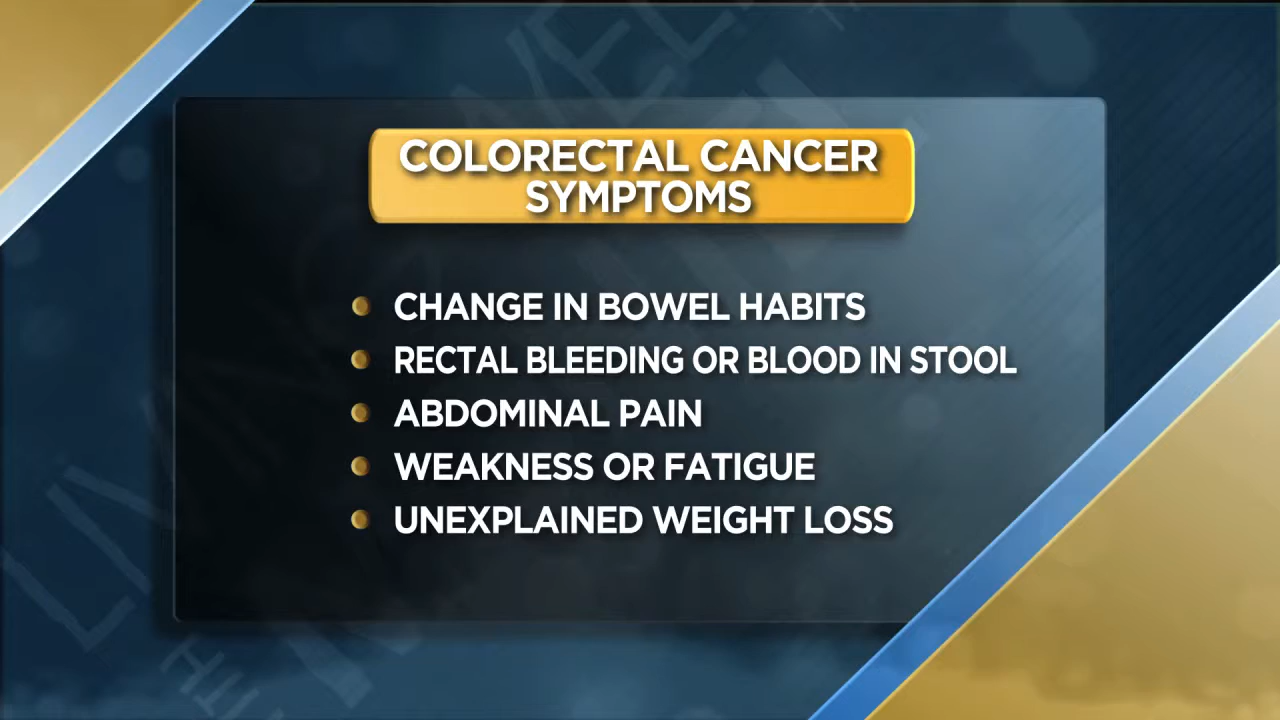 COLORECTAL CANCER
SYMPTOMS
CHANGE IN BOWEL HABITS
RECTAL BLEEDING OR BLOOD IN STOOL
ABDOMINAL PAIN
WEAKNESS OR FATIGUE
UNEXPLAINED WEIGHT LOSS